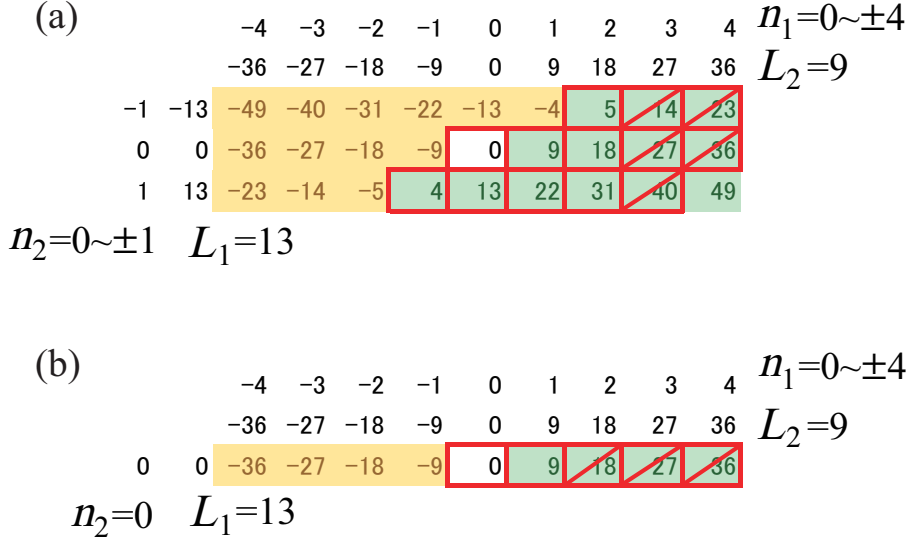 (a)
−4 −3 −2 −1 0 1 2 3 4 n₁=0~±4
−36 −27 −18 −9 0 9 18 27 36 L₂=9
−1 −13 −49 −40 −31 −22 −13 −4 5 14 23
0 0 −36 −27 −18 −9 0 9 18 27 36
1 13 −23 −14 −5 4 13 22 31 40 49
n₂=0~±1 L₁=13
(b)
−4 −3 −2 −1 0 1 2 3 4 n₁=0~±4
−36 −27 −18 −9 0 9 18 27 36 L₂=9
0 0 −36 −27 −18 −9 0 9 18 27 36
n₂=0 L₁=13